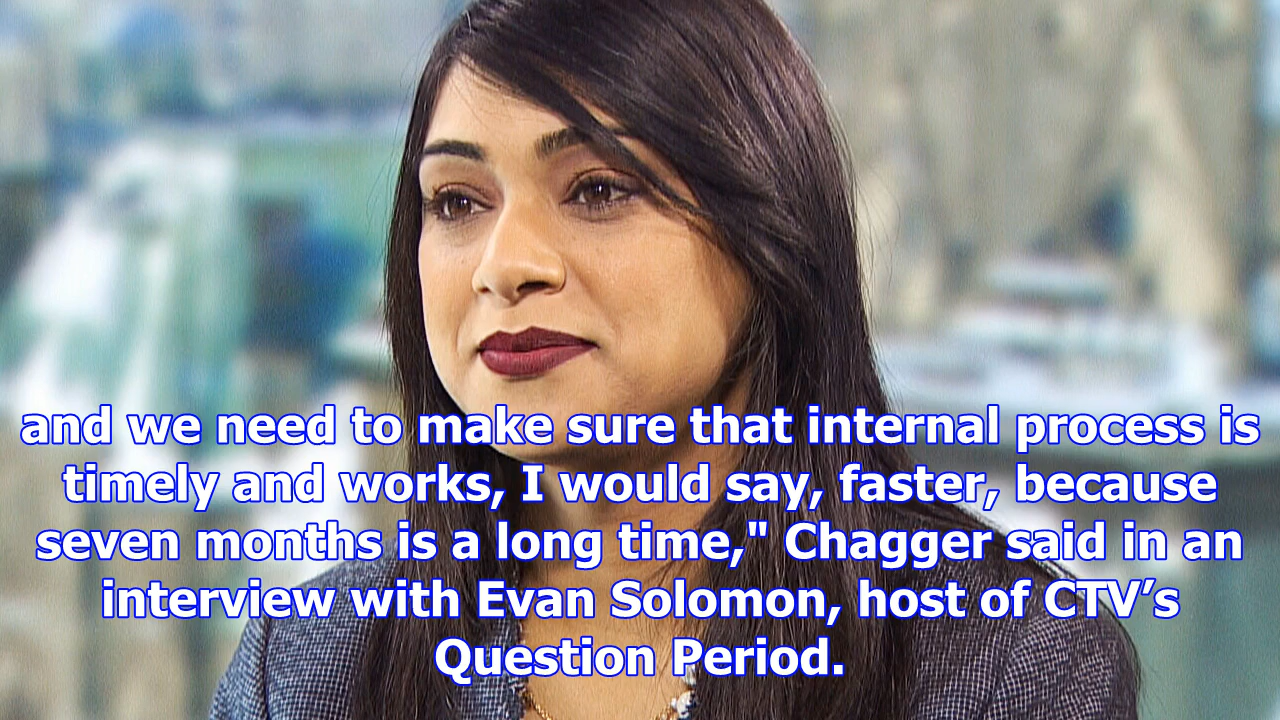 and we need to make sure that internal process is
timely and works, I would say, faster, because
seven months is a long time," Chagger said in an
interview with Evan Solomon, host of CTV’s
Question Period.